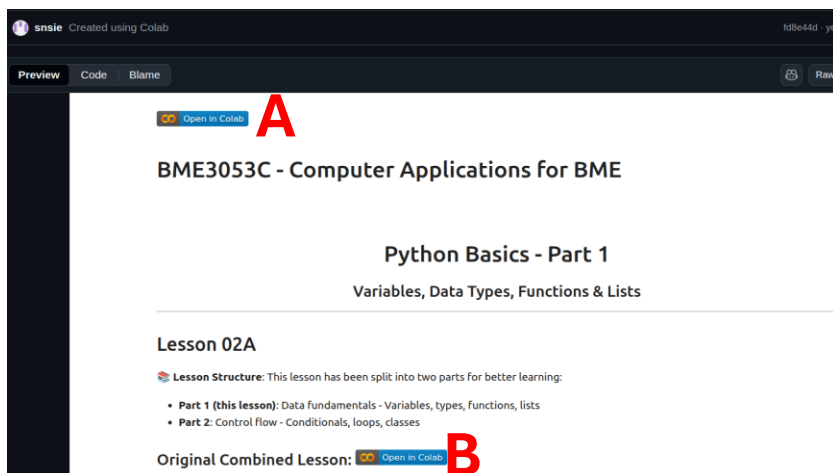 snsie Created using Colab fd8e44d · ye
Preview Code Blame Raw
Open in Colab A
BME3053C - Computer Applications for BME
Python Basics - Part 1
Variables, Data Types, Functions & Lists
Lesson 02A
📚 Lesson Structure: This lesson has been split into two parts for better learning:
• Part 1 (this lesson): Data fundamentals - Variables, types, functions, lists
• Part 2: Control flow - Conditionals, loops, classes
Original Combined Lesson: Open in Colab B